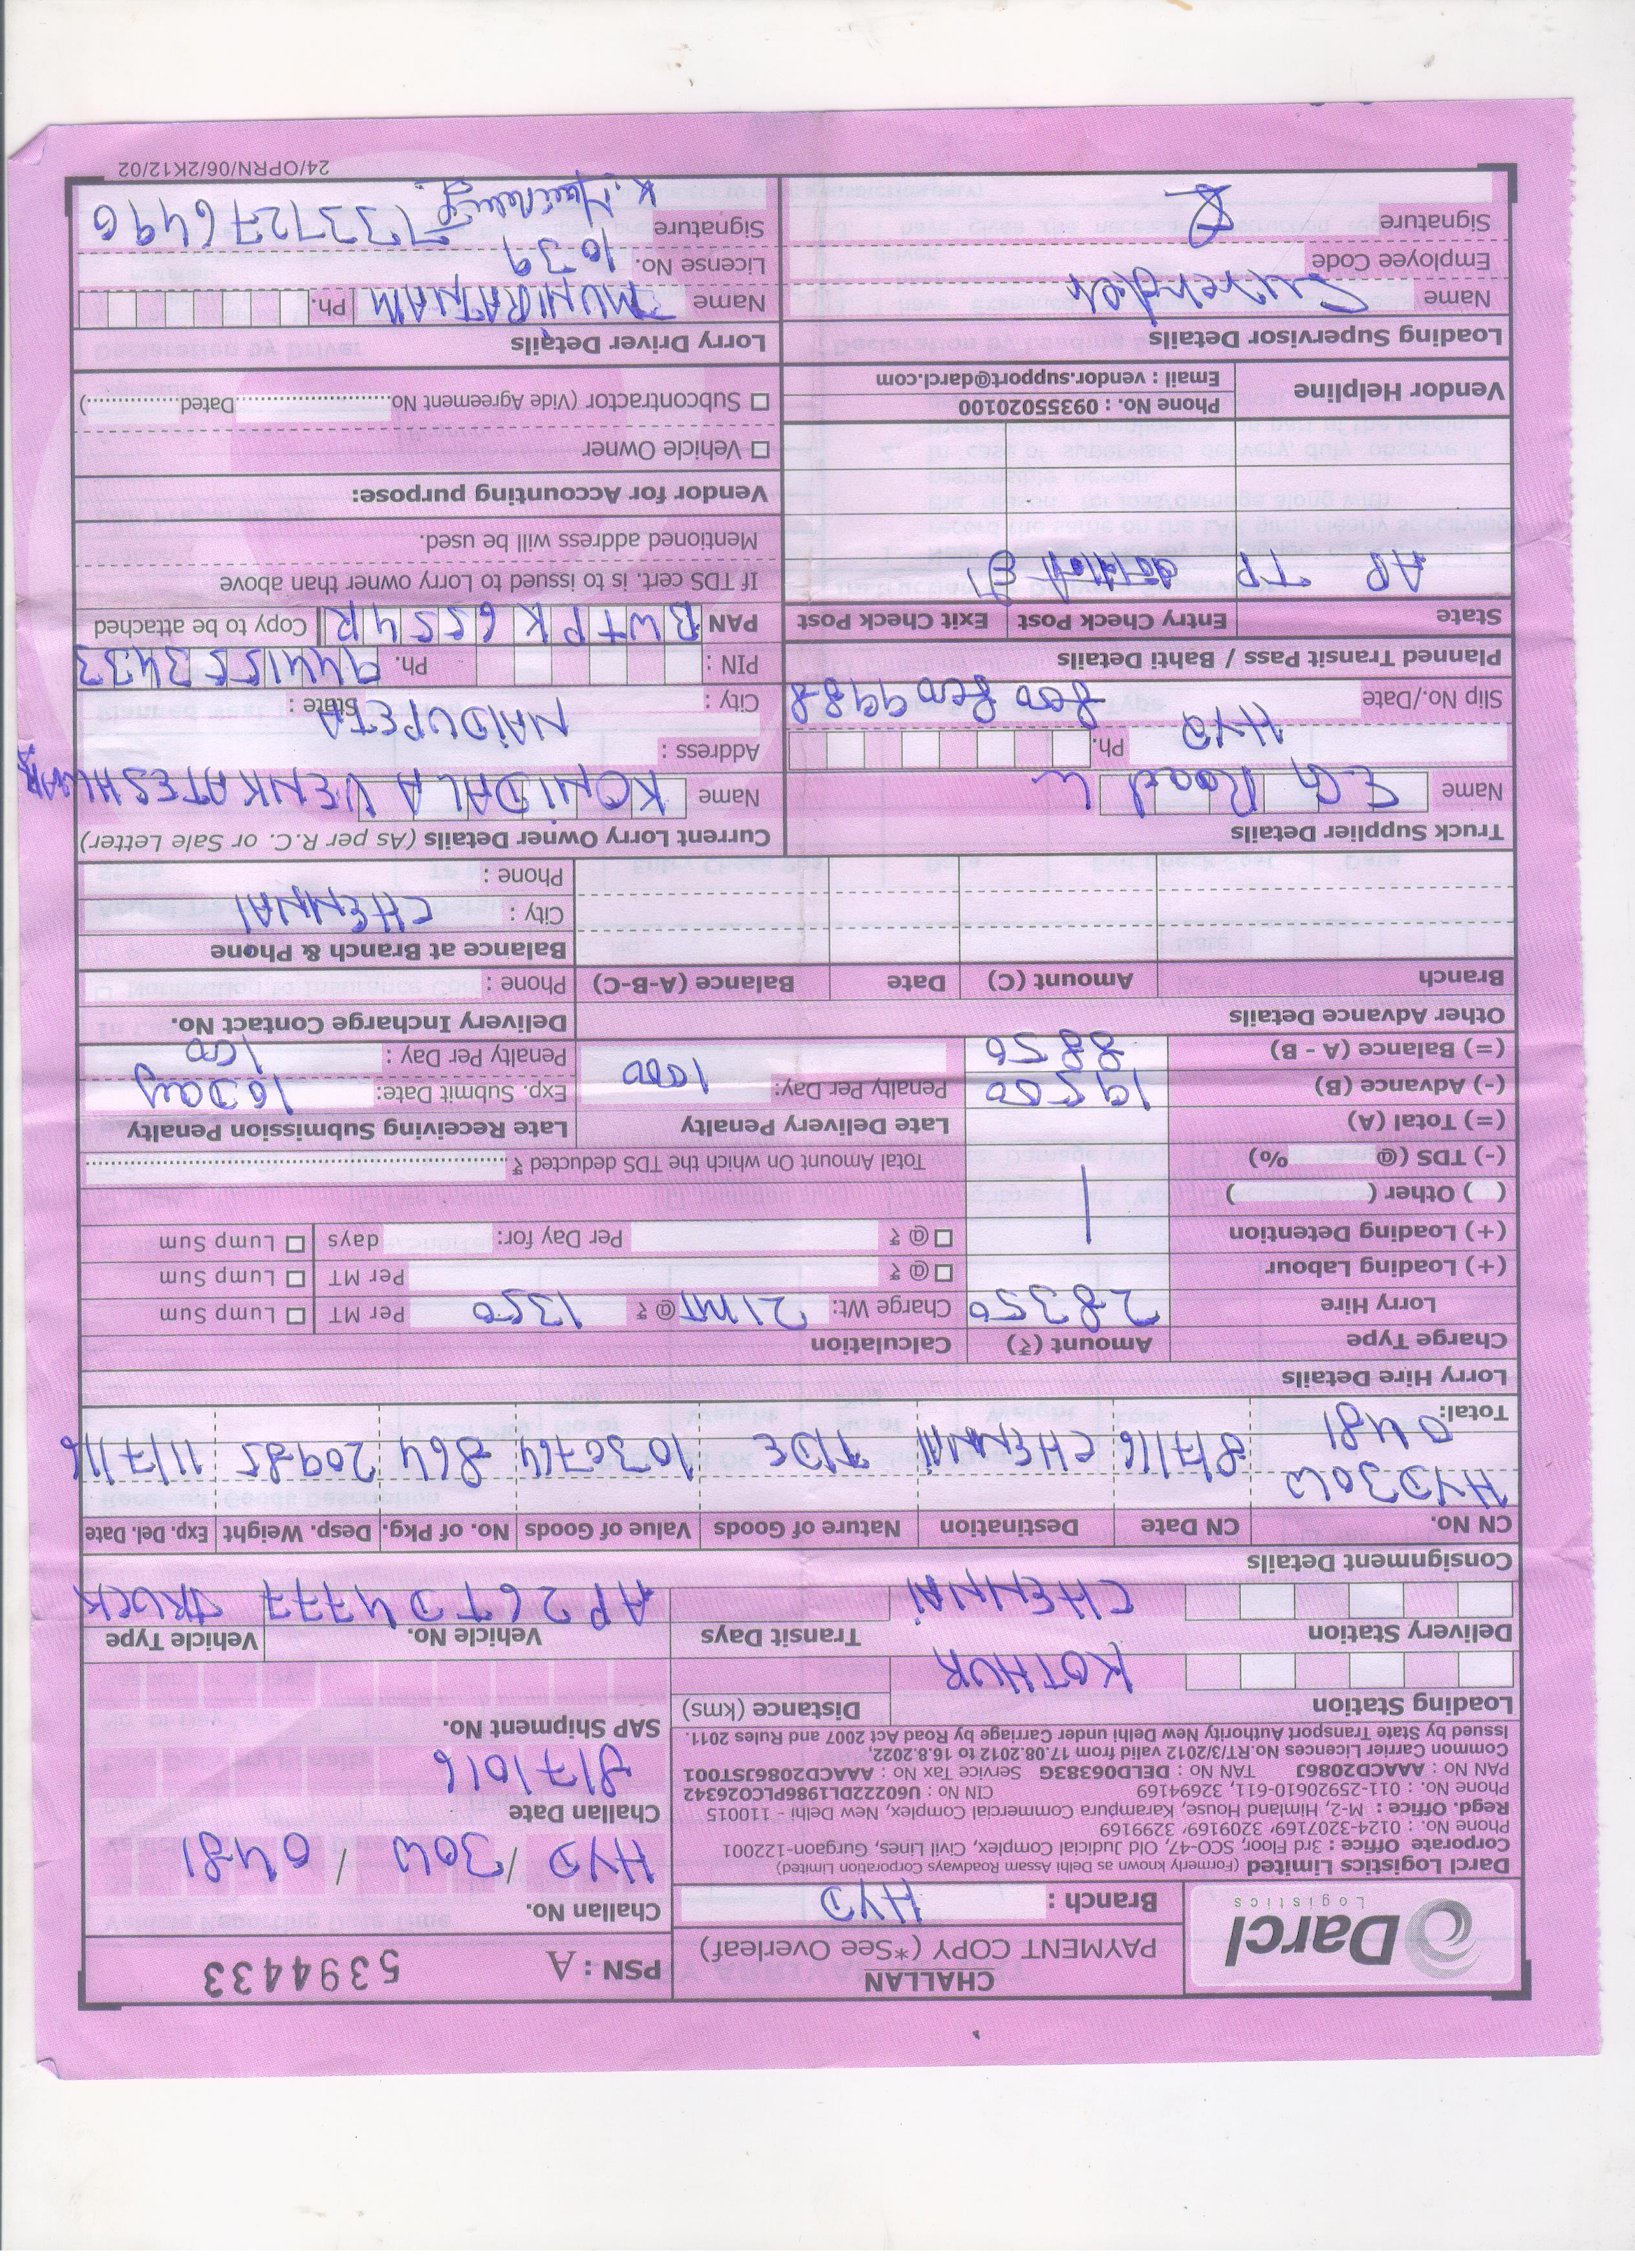 Darcl
Logistics
CHALLAN
PAYMENT COPY (*See Overleaf)
Branch : HYD
PSN : A 5394433
Darcl Logistics Limited (Formerly known as Delhi Assam Roadways Corporation Limited)
Corporate Office : 3rd Floor, SCO-47, Old Judicial Complex, Civil Lines, Gurgaon-122001
Phone No. : 0124-3207169, 3209169, 3299169
Regd. Office : M-2, Himland House, Karampura Commercial Complex, New Delhi - 110015
Phone No. : 011-25920610-611, 32694169 CIN No : U60222DL1986PLC026342
PAN No : AAACD2086J TAN No : DELD06383G Service Tax No : AAACD2086JST001
Common Carrier Licences No.RT/3/2012 valid from 17.08.2012 to 16.8.2022,
Issued by State Transport Authority New Delhi under Carriage by Road Act 2007 and Rules 2011.
Challan No.
HYD / 30W / 0481
Challan Date
8/7/016
SAP Shipment No.
Loading Station KOTHUR
Distance (kms)
Delivery Station CHENNAI
Transit Days
Vehicle No. Vehicle Type
AP 26 TD 4777 TRUCK
Consignment Details
CN No. CN Date Destination Nature of Goods Value of Goods No. of Pkg. Desp. Weight Exp. Del. Date
HYD30W
0481 8/7/16 CHENNAI TDE 1036764 864 20985 11/7/16
Total:
Lorry Hire Details
Charge Type Amount (₹) Calculation
Lorry Hire 28350 Charge Wt: 21MT @ ₹ 1350 Per MT Lump Sum
(+) Loading Labour @ ₹ Per MT Lump Sum
(+) Loading Detention @ ₹ Per Day for: days Lump Sum
( ) Other ( )
(-) TDS (@ %) Total Amount On which the TDS deducted ₹
(=) Total (A) Late Delivery Penalty Late Receiving Submission Penalty
(-) Advance (B) 19500 Penalty Per Day: 1000 Exp. Submit Date: 10 Day
(=) Balance (A - B) 8850 Penalty Per Day : 100
Other Advance Details Delivery Incharge Contact No.
Branch Amount (C) Date Balance (A-B-C) Phone :
Balance at Branch & Phone
City : CHENNAI
Phone :
Truck Supplier Details
Name Road
HYD Ph.
Slip No./Date
Planned Transit Pass / Bahti Details
State Entry Check Post Exit Check Post
AP TP
Vendor Helpline Phone No. : 09355020100
Email : vendor.support@darcl.com
Loading Supervisor Details
Name Surender
Employee Code
Signature
Current Lorry Owner Details (As per R.C. or Sale Letter)
Name KONIDALA VENKATESHWAR
Address :
City : NAIDUPETA State :
PIN : Ph. 9441553433
PAN BWTPK6554R Copy to be attached
If TDS cert. is to issued to Lorry owner than above
Mentioned address will be used.
Vendor for Accounting purpose:
Vehicle Owner
Subcontractor (Vide Agreement No. Dated )
Lorry Driver Details
Name MUNIRATNAM Ph.
License No. 1039
Signature 7337276496
24/OPRN/06/2K12/02